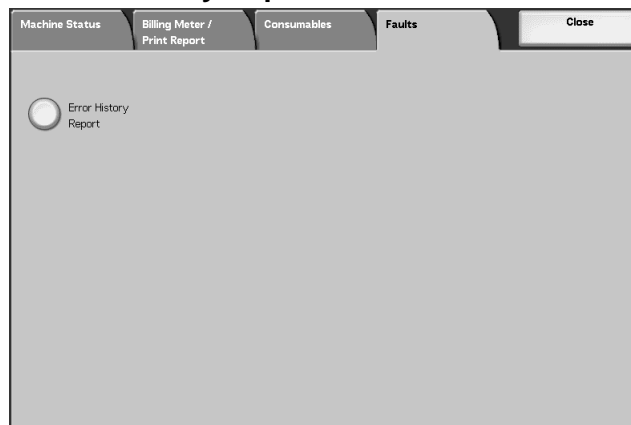 Machine Status
Billing Meter /
Print Report
Consumables
Faults
Close
Error History
Report